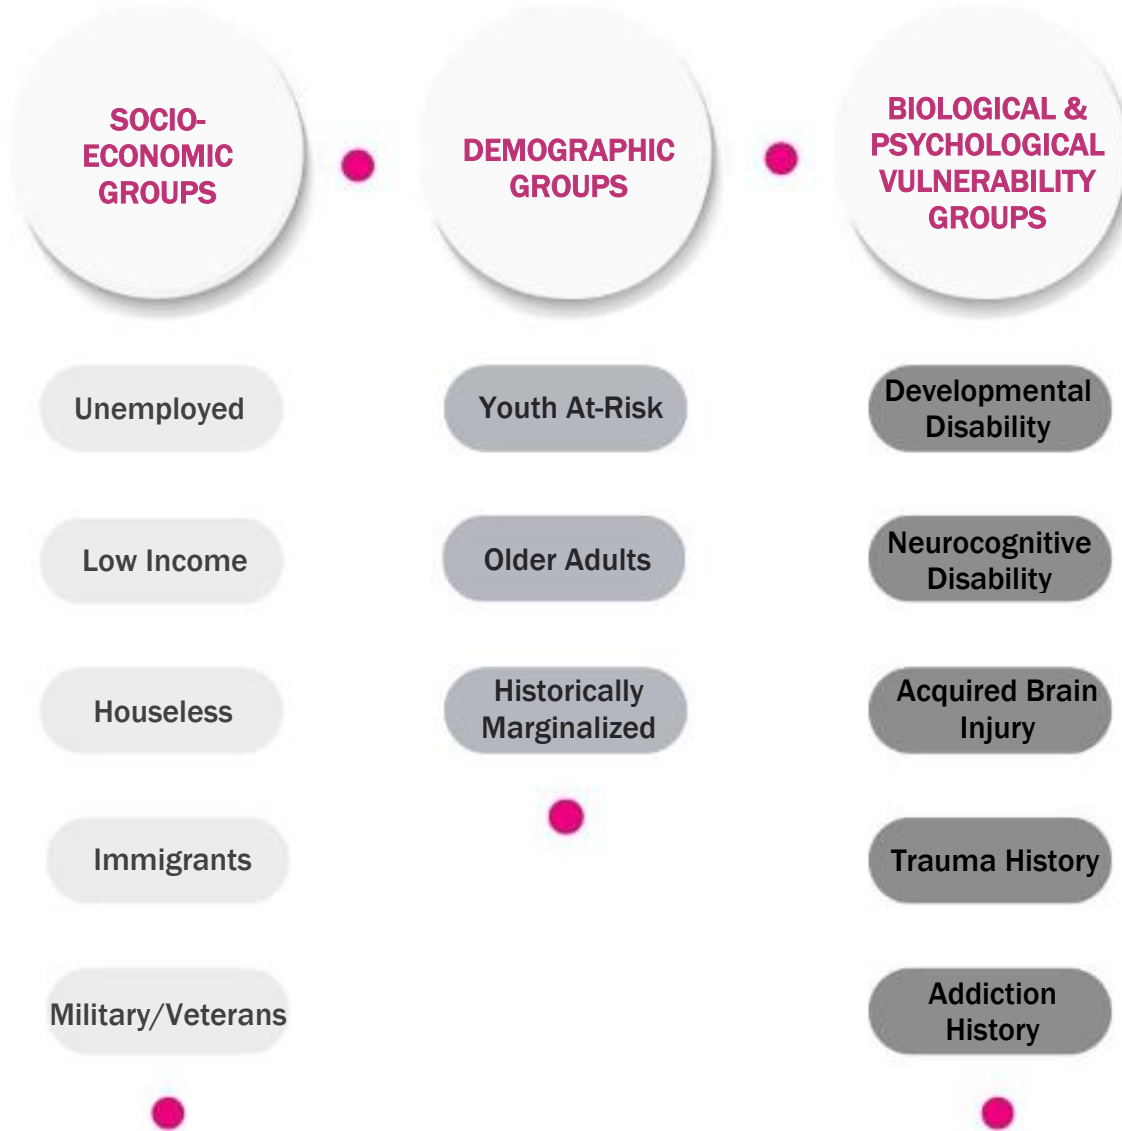 SOCIO-
ECONOMIC
GROUPS
DEMOGRAPHIC
GROUPS
BIOLOGICAL &
PSYCHOLOGICAL
VULNERABILITY
GROUPS
Unemployed
Low Income
Houseless
Immigrants
Military/Veterans
Youth At-Risk
Older Adults
Historically
Marginalized
Developmental
Disability
Neurocognitive
Disability
Acquired Brain
Injury
Trauma History
Addiction
History